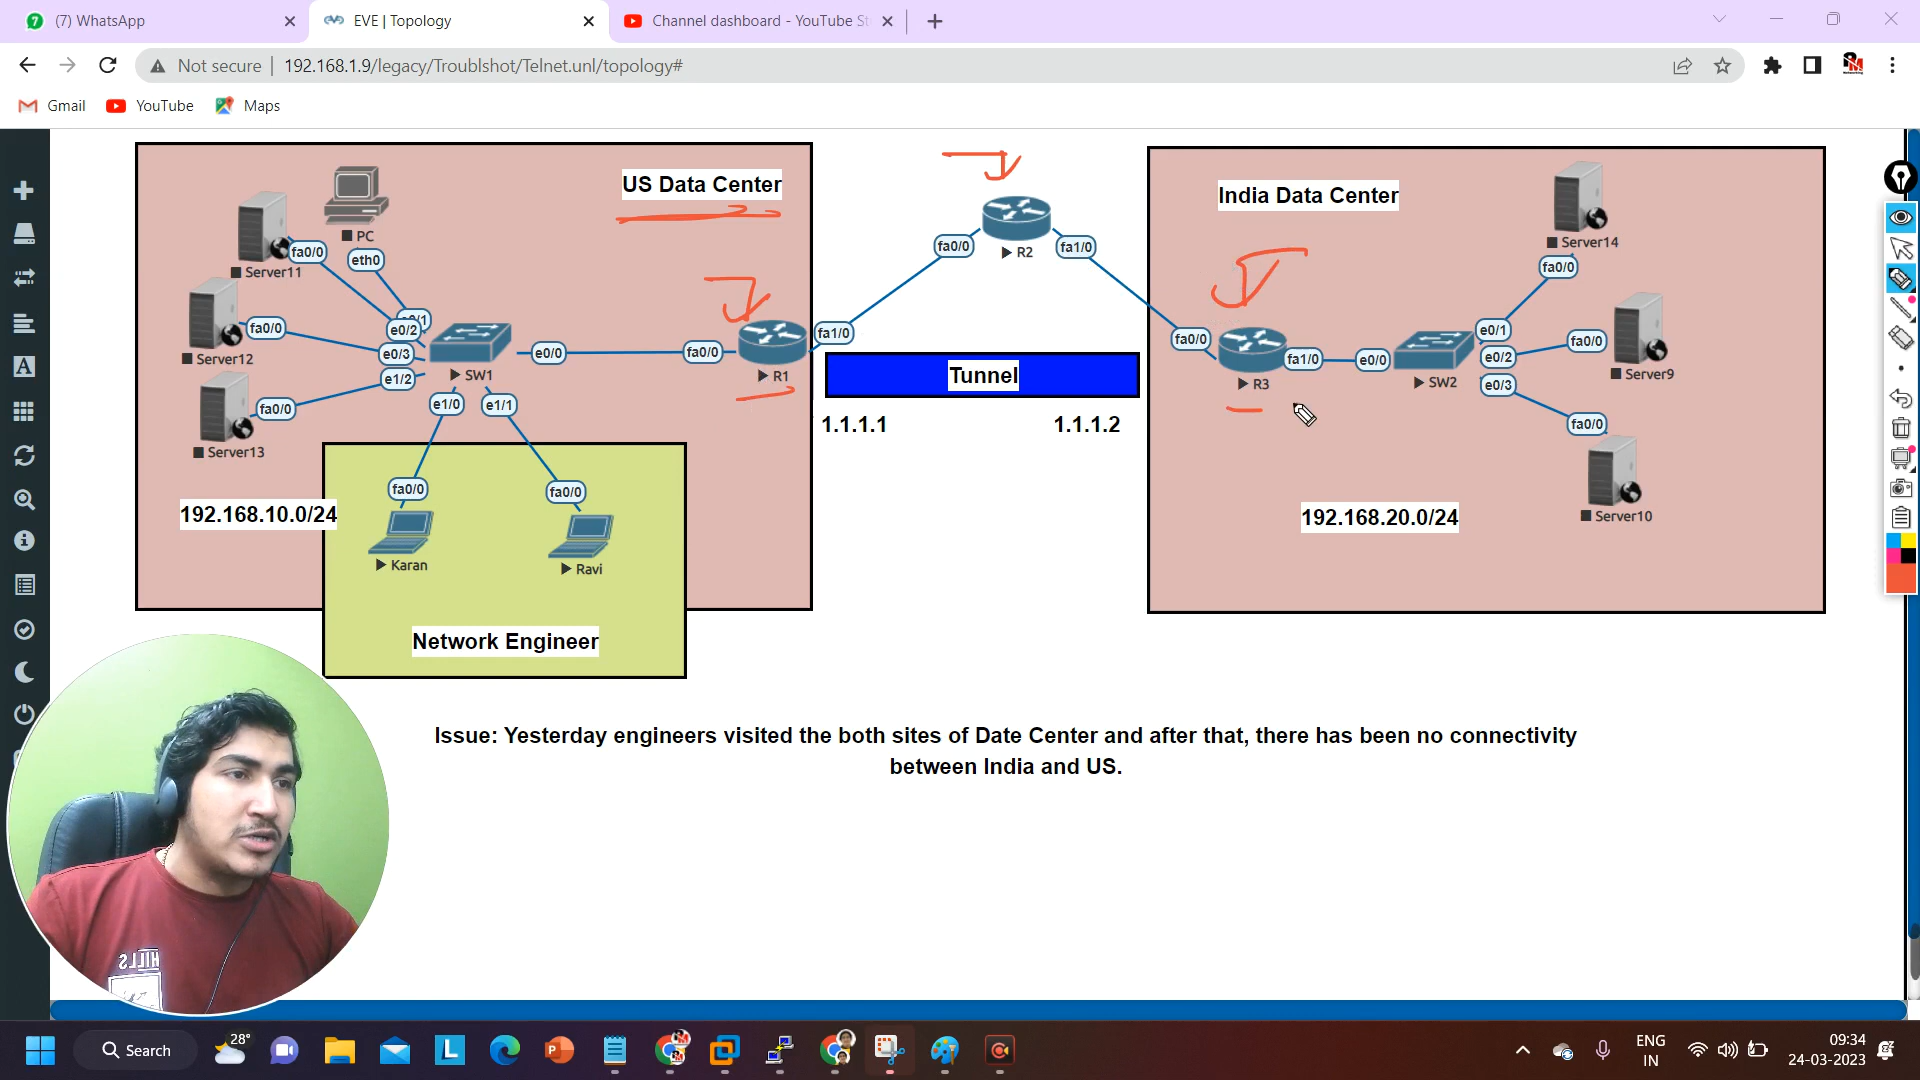 (7) WhatsApp
EVE | Topology
Channel dashboard - YouTube St
Not secure
192.168.1.9/legacy/Troublshot/Telnet.unl/topology#
Gmail
YouTube
Maps
US Data Center
PC
eth0
fa0/0
Server11
fa0/0
Server12
fa0/0
Server13
e0/2
e0/3
e1/2
SW1
e0/0
fa0/0
R1
fa1/0
e1/0
e1/1
192.168.10.0/24
fa0/0
Karan
fa0/0
Ravi
Network Engineer
fa0/0
R2
fa1/0
Tunnel
1.1.1.1
1.1.1.2
India Data Center
fa0/0
R3
fa1/0
e0/0
SW2
e0/1
e0/2
e0/3
Server14
fa0/0
fa0/0
Server9
fa0/0
Server10
192.168.20.0/24
Issue: Yesterday engineers visited the both sites of Date Center and after that, there has been no connectivity
between India and US.
HILLS
28°
Search
ENG
IN
09:34
24-03-2023